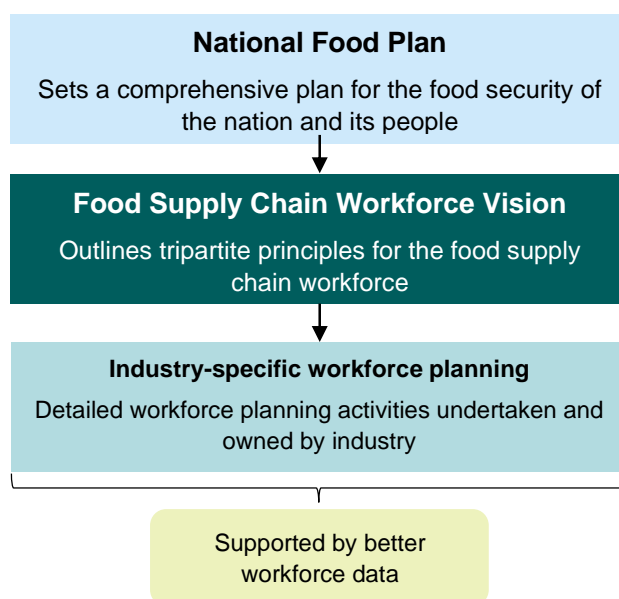 National Food Plan
Sets a comprehensive plan for the food security of
the nation and its people
Food Supply Chain Workforce Vision
Outlines tripartite principles for the food supply
chain workforce
Industry-specific workforce planning
Detailed workforce planning activities undertaken and
owned by industry
Supported by better
workforce data